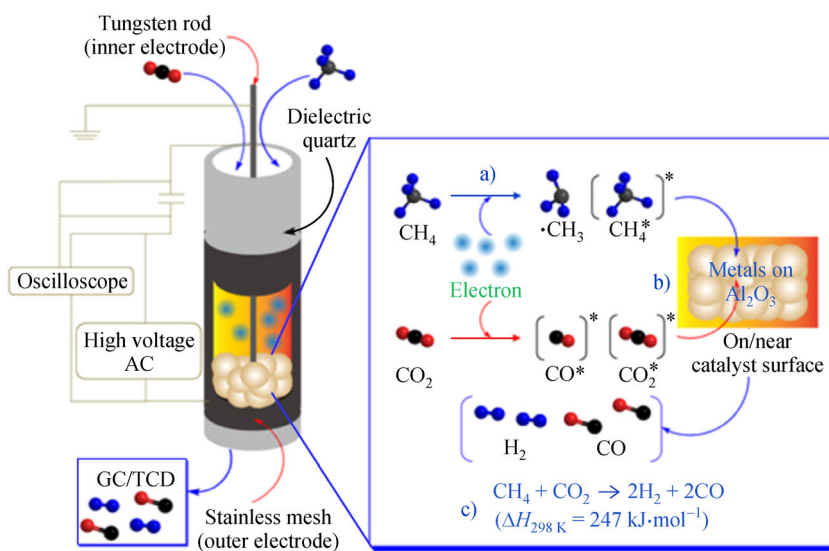 Tungsten rod
(inner electrode)
Dielectric
quartz
Oscilloscope
High voltage
AC
GC/TCD
Stainless mesh
(outer electrode)
a)
CH₄
·CH₃
CH₄*
*
Electron
b)
Metals on
Al₂O₃
On/near
catalyst surface
CO₂
CO*
*
CO₂*
*
H₂
CO
c)
CH₄ + CO₂ → 2H₂ + 2CO
(ΔH₂₉₈ K = 247 kJ·mol⁻¹)